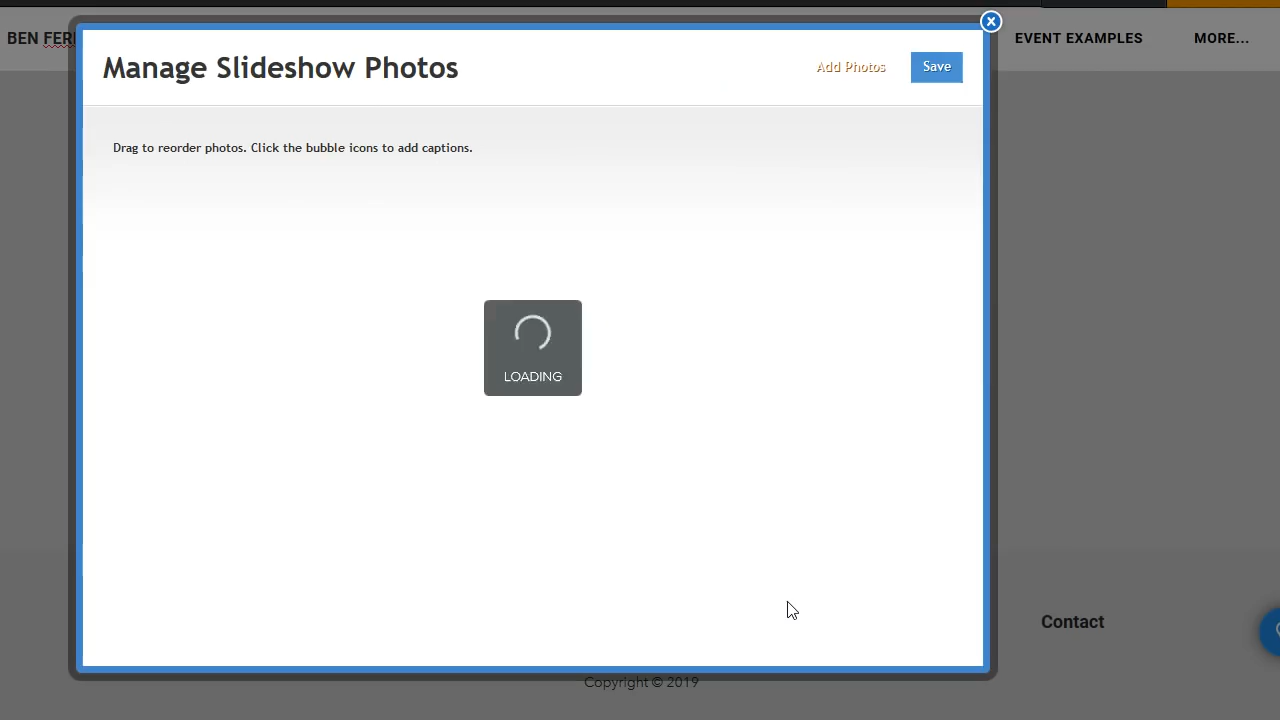 BEN FER
EVENT EXAMPLES
MORE...
Manage Slideshow Photos
Add Photos
Save
Drag to reorder photos. Click the bubble icons to add captions.
LOADING
Contact
Copyright © 2019